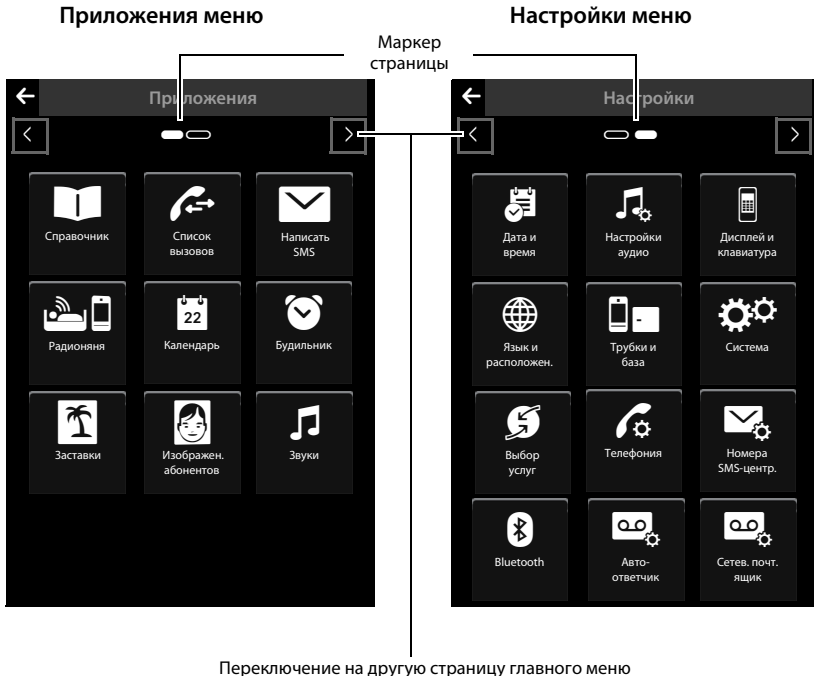 Приложения меню
Настройки меню
Маркер
страницы
Приложения
Справочник
Список
вызовов
Написать
SMS
Радионяня
22
Календарь
Будильник
Заставки
Изображен.
абонентов
Звуки
Настройки
Дата и
время
Настройки
аудио
Дисплей и
клавиатура
Язык и
расположен.
Трубки и
база
Система
Выбор
услуг
Телефония
Номера
SMS-центр.
Bluetooth
Авто-
ответчик
Сетев. почт.
ящик
Переключение на другую страницу главного меню